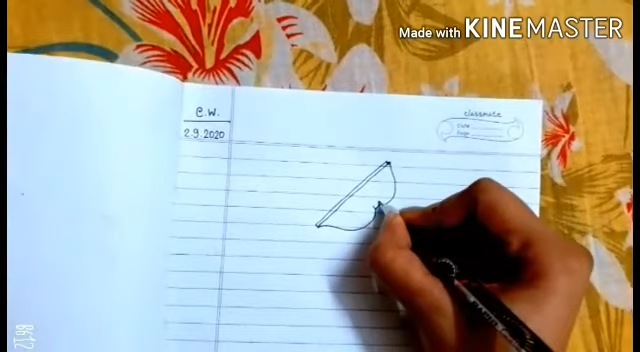 Made with KINEMASTER
classmate
Date
Page
C.W.
2.9.2020